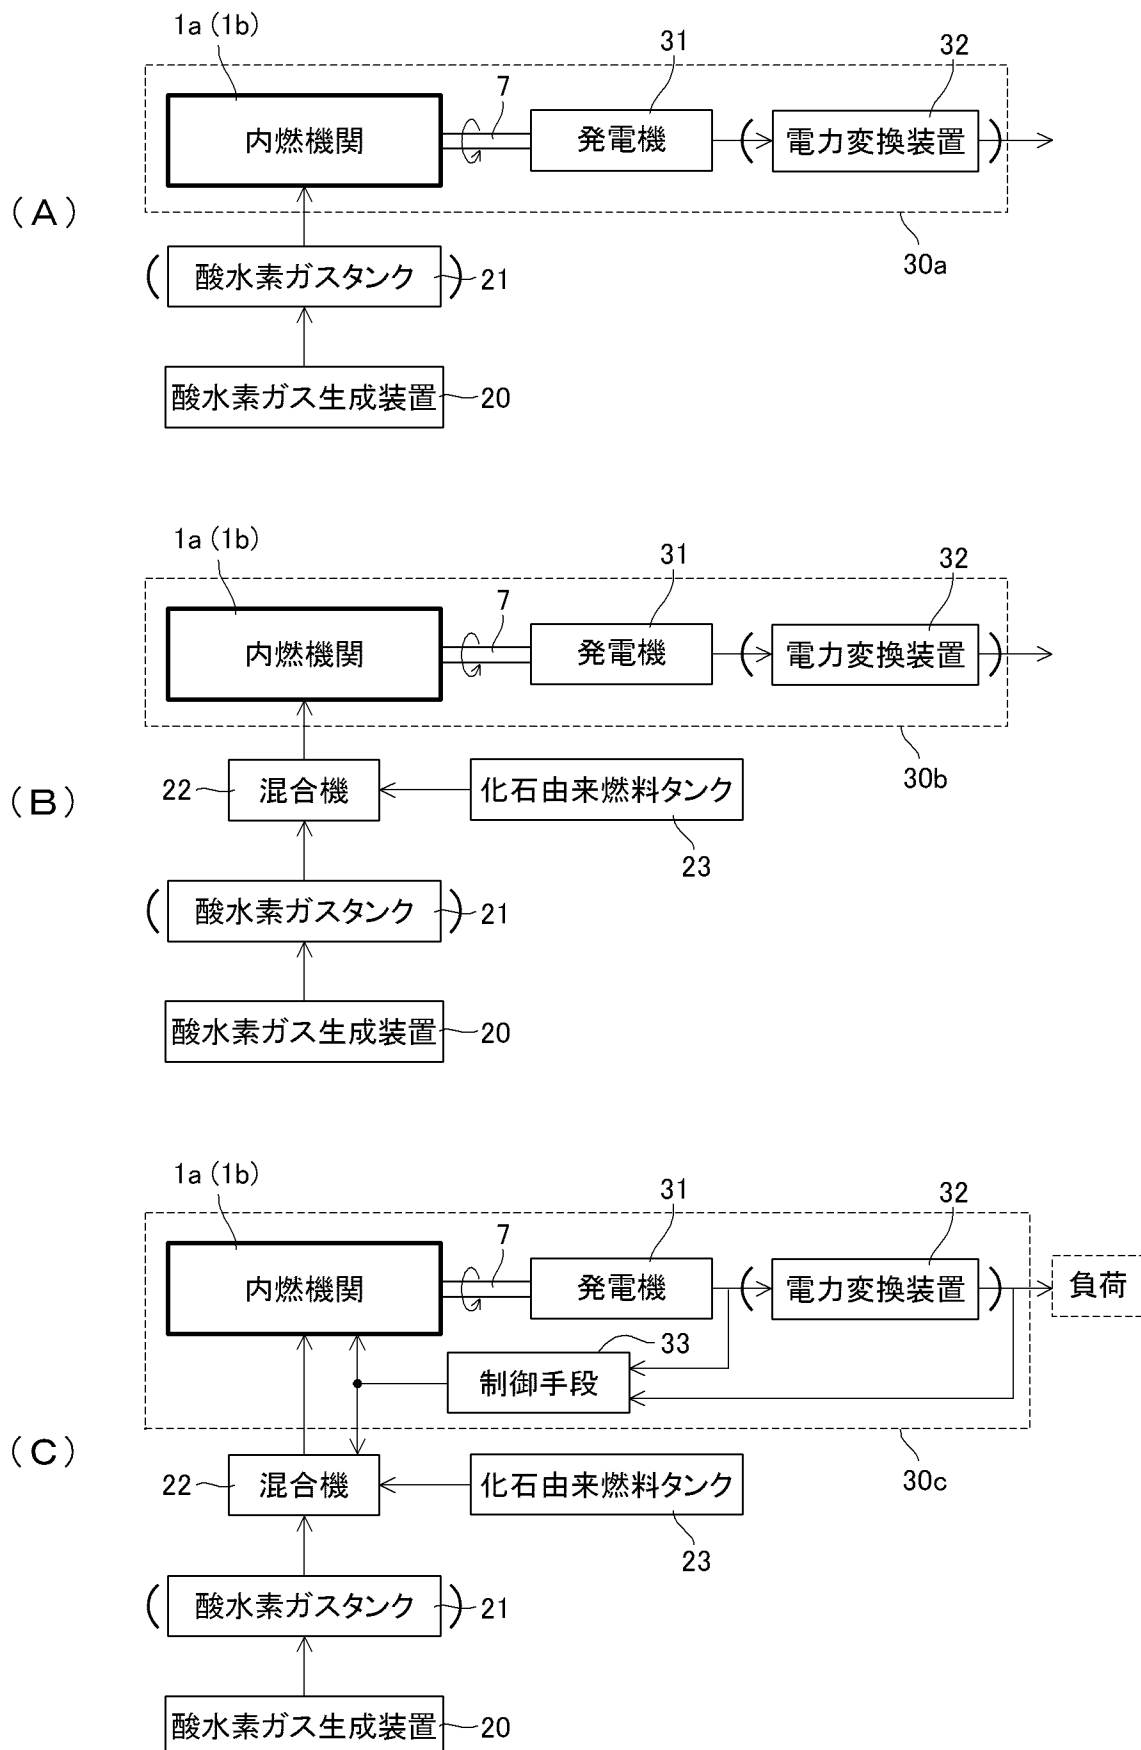 1a (1b)
7
31
32
内燃機関
発電機
( 電力変換装置 )
(A)
30a
( 酸水素ガスタンク ) 21
酸水素ガス生成装置 20
1a (1b)
7
31
32
内燃機関
発電機
( 電力変換装置 )
30b
(B)
22 混合機
化石由来燃料タンク
23
( 酸水素ガスタンク ) 21
酸水素ガス生成装置 20
1a (1b)
7
31
32
内燃機関
発電機
( 電力変換装置 )
負荷
33
制御手段
(C)
30c
22 混合機
化石由来燃料タンク
23
( 酸水素ガスタンク ) 21
酸水素ガス生成装置 20